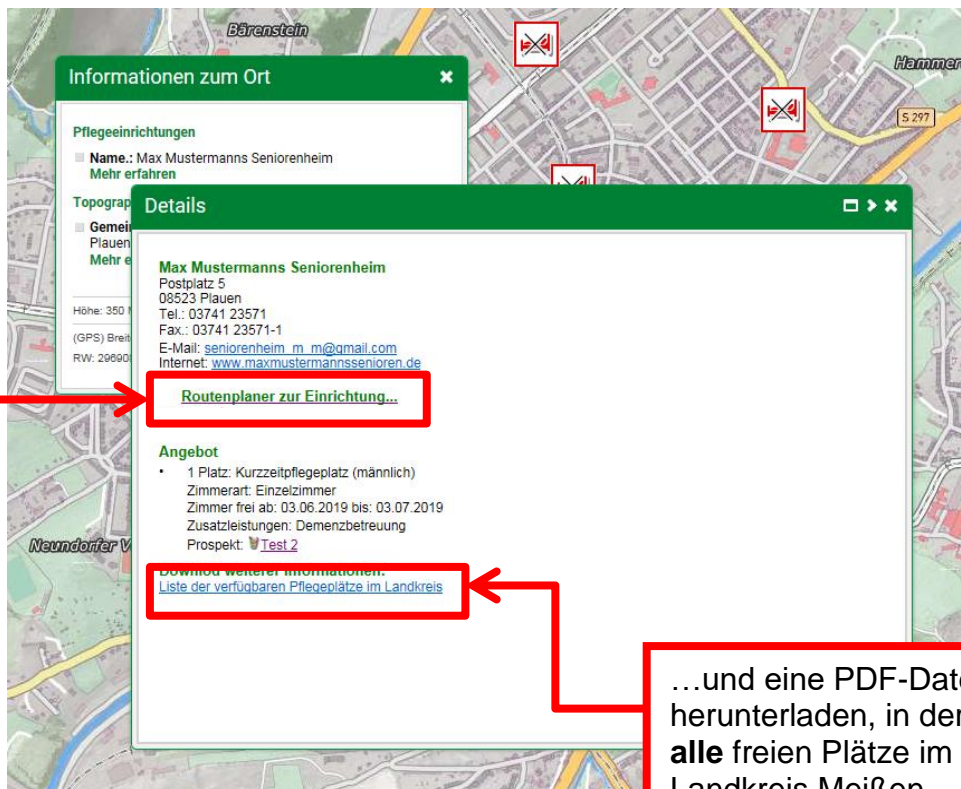 Bärenstein
Hammer
S 297
Informationen zum Ort
Pflegeeinrichtungen
Name.: Max Mustermanns Seniorenheim
Mehr erfahren
Topograp
Gemei
Plauen
Mehr e
Höhe: 350
(GPS) Breit
RW: 29690
Neundorfer V
Details
Max Mustermanns Seniorenheim
Postplatz 5
08523 Plauen
Tel.: 03741 23571
Fax.: 03741 23571-1
E-Mail: seniorenheim_m_m@gmail.com
Internet: www.maxmustermannssenioren.de
Routenplaner zur Einrichtung...
Angebot
• 1 Platz: Kurzzeitpflegeplatz (männlich)
Zimmerart: Einzelzimmer
Zimmer frei ab: 03.06.2019 bis: 03.07.2019
Zusatzleistungen: Demenzbetreuung
Prospekt: Test 2
Downlod weiterer Informationen:
Liste der verfügbaren Pflegeplätze im Landkreis
…und eine PDF-Date
herunterladen, in der
alle freien Plätze im
Landkreis Meißen